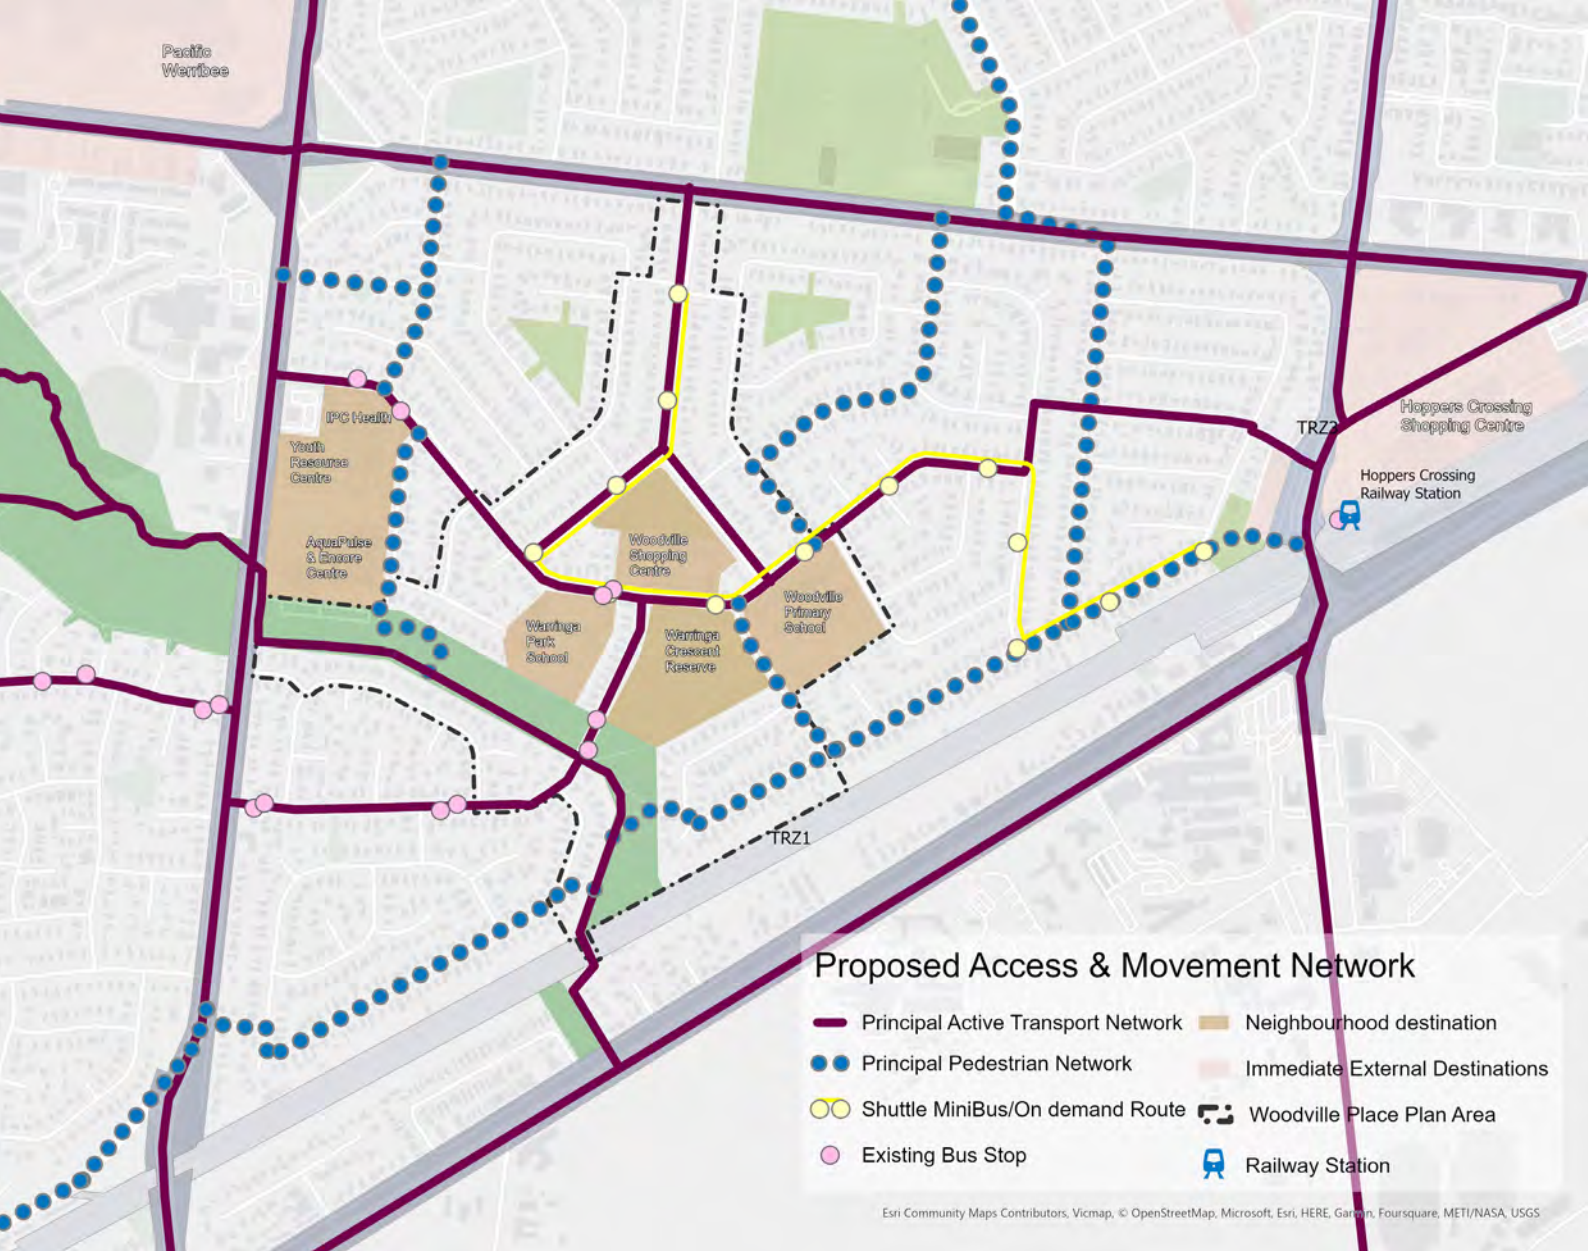 Pacific
Werribee
IPC Health
Youth
Resource
Centre
AquaPulse
& Encore
Centre
Woodville
Shopping
Centre
Warringa
Park
School
Warringa
Crescent
Reserve
Woodville
Primary
School
TRZ3
Hoppers Crossing
Shopping Centre
Hoppers Crossing
Railway Station
TRZ1
Proposed Access & Movement Network
Principal Active Transport Network
Principal Pedestrian Network
Shuttle MiniBus/On demand Route
Existing Bus Stop
Neighbourhood destination
Immediate External Destinations
Woodville Place Plan Area
Railway Station
Esri Community Maps Contributors, Vicmap, © OpenStreetMap, Microsoft, Esri, HERE, Garmin, Foursquare, METI/NASA, USGS